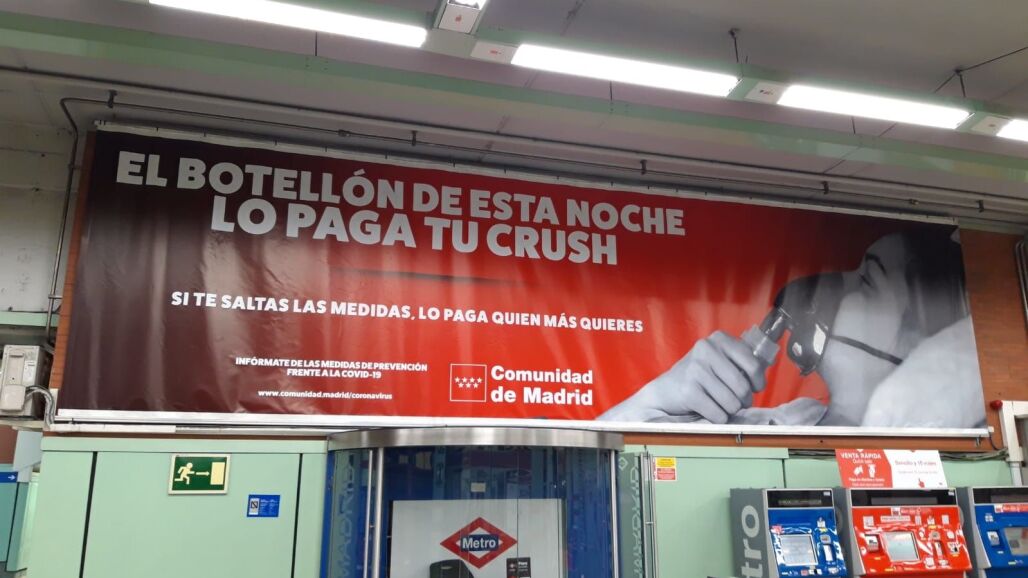 EL BOTELLÓN DE ESTA NOCHE
LO PAGA TU CRUSH
SI TE SALTAS LAS MEDIDAS, LO PAGA QUIEN MÁS QUIERES
INFÓRMATE DE LAS MEDIDAS DE PREVENCIÓN
FRENTE A LA COVID-19
www.comunidad.madrid/coronavirus
Comunidad
de Madrid
Metro
VENTA RÁPIDA
Metro